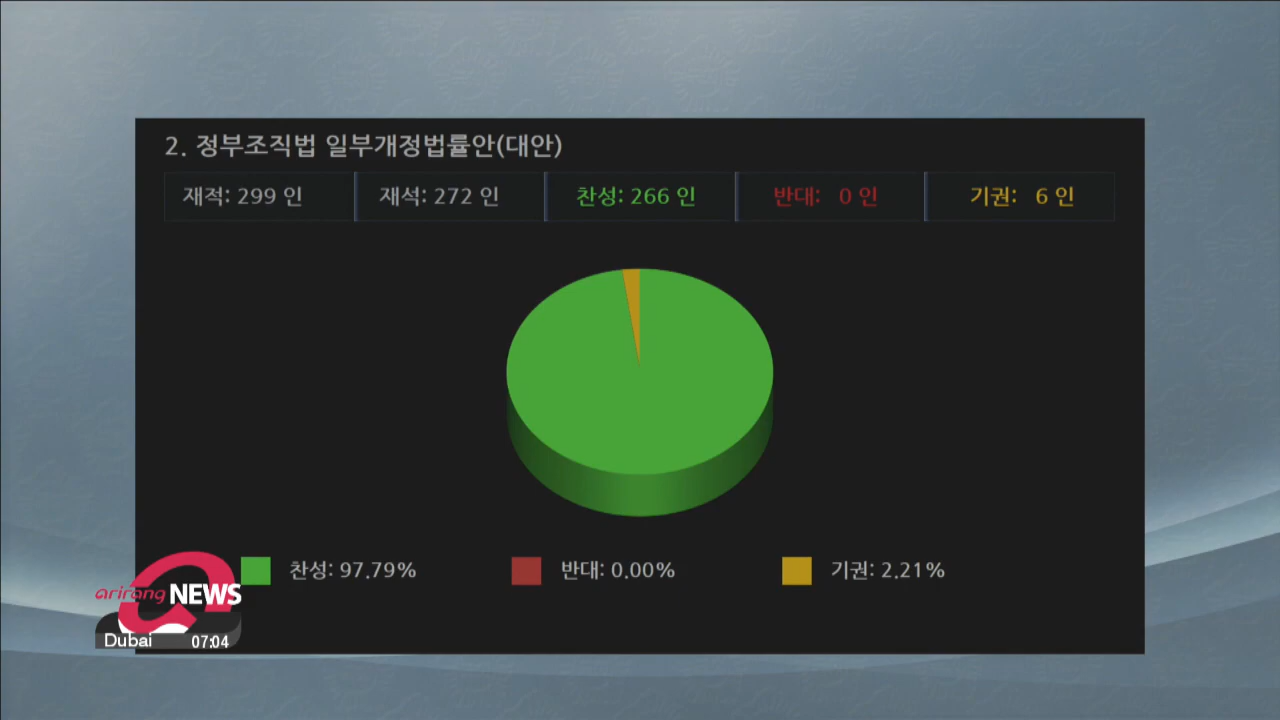 2. 정부조직법 일부개정법률안(대안)
재적: 299 인 재석: 272 인 찬성: 266 인 반대: 0 인 기권: 6 인
찬성: 97.79% 반대: 0.00% 기권: 2.21%
arirang NEWS
Dubai 07:04